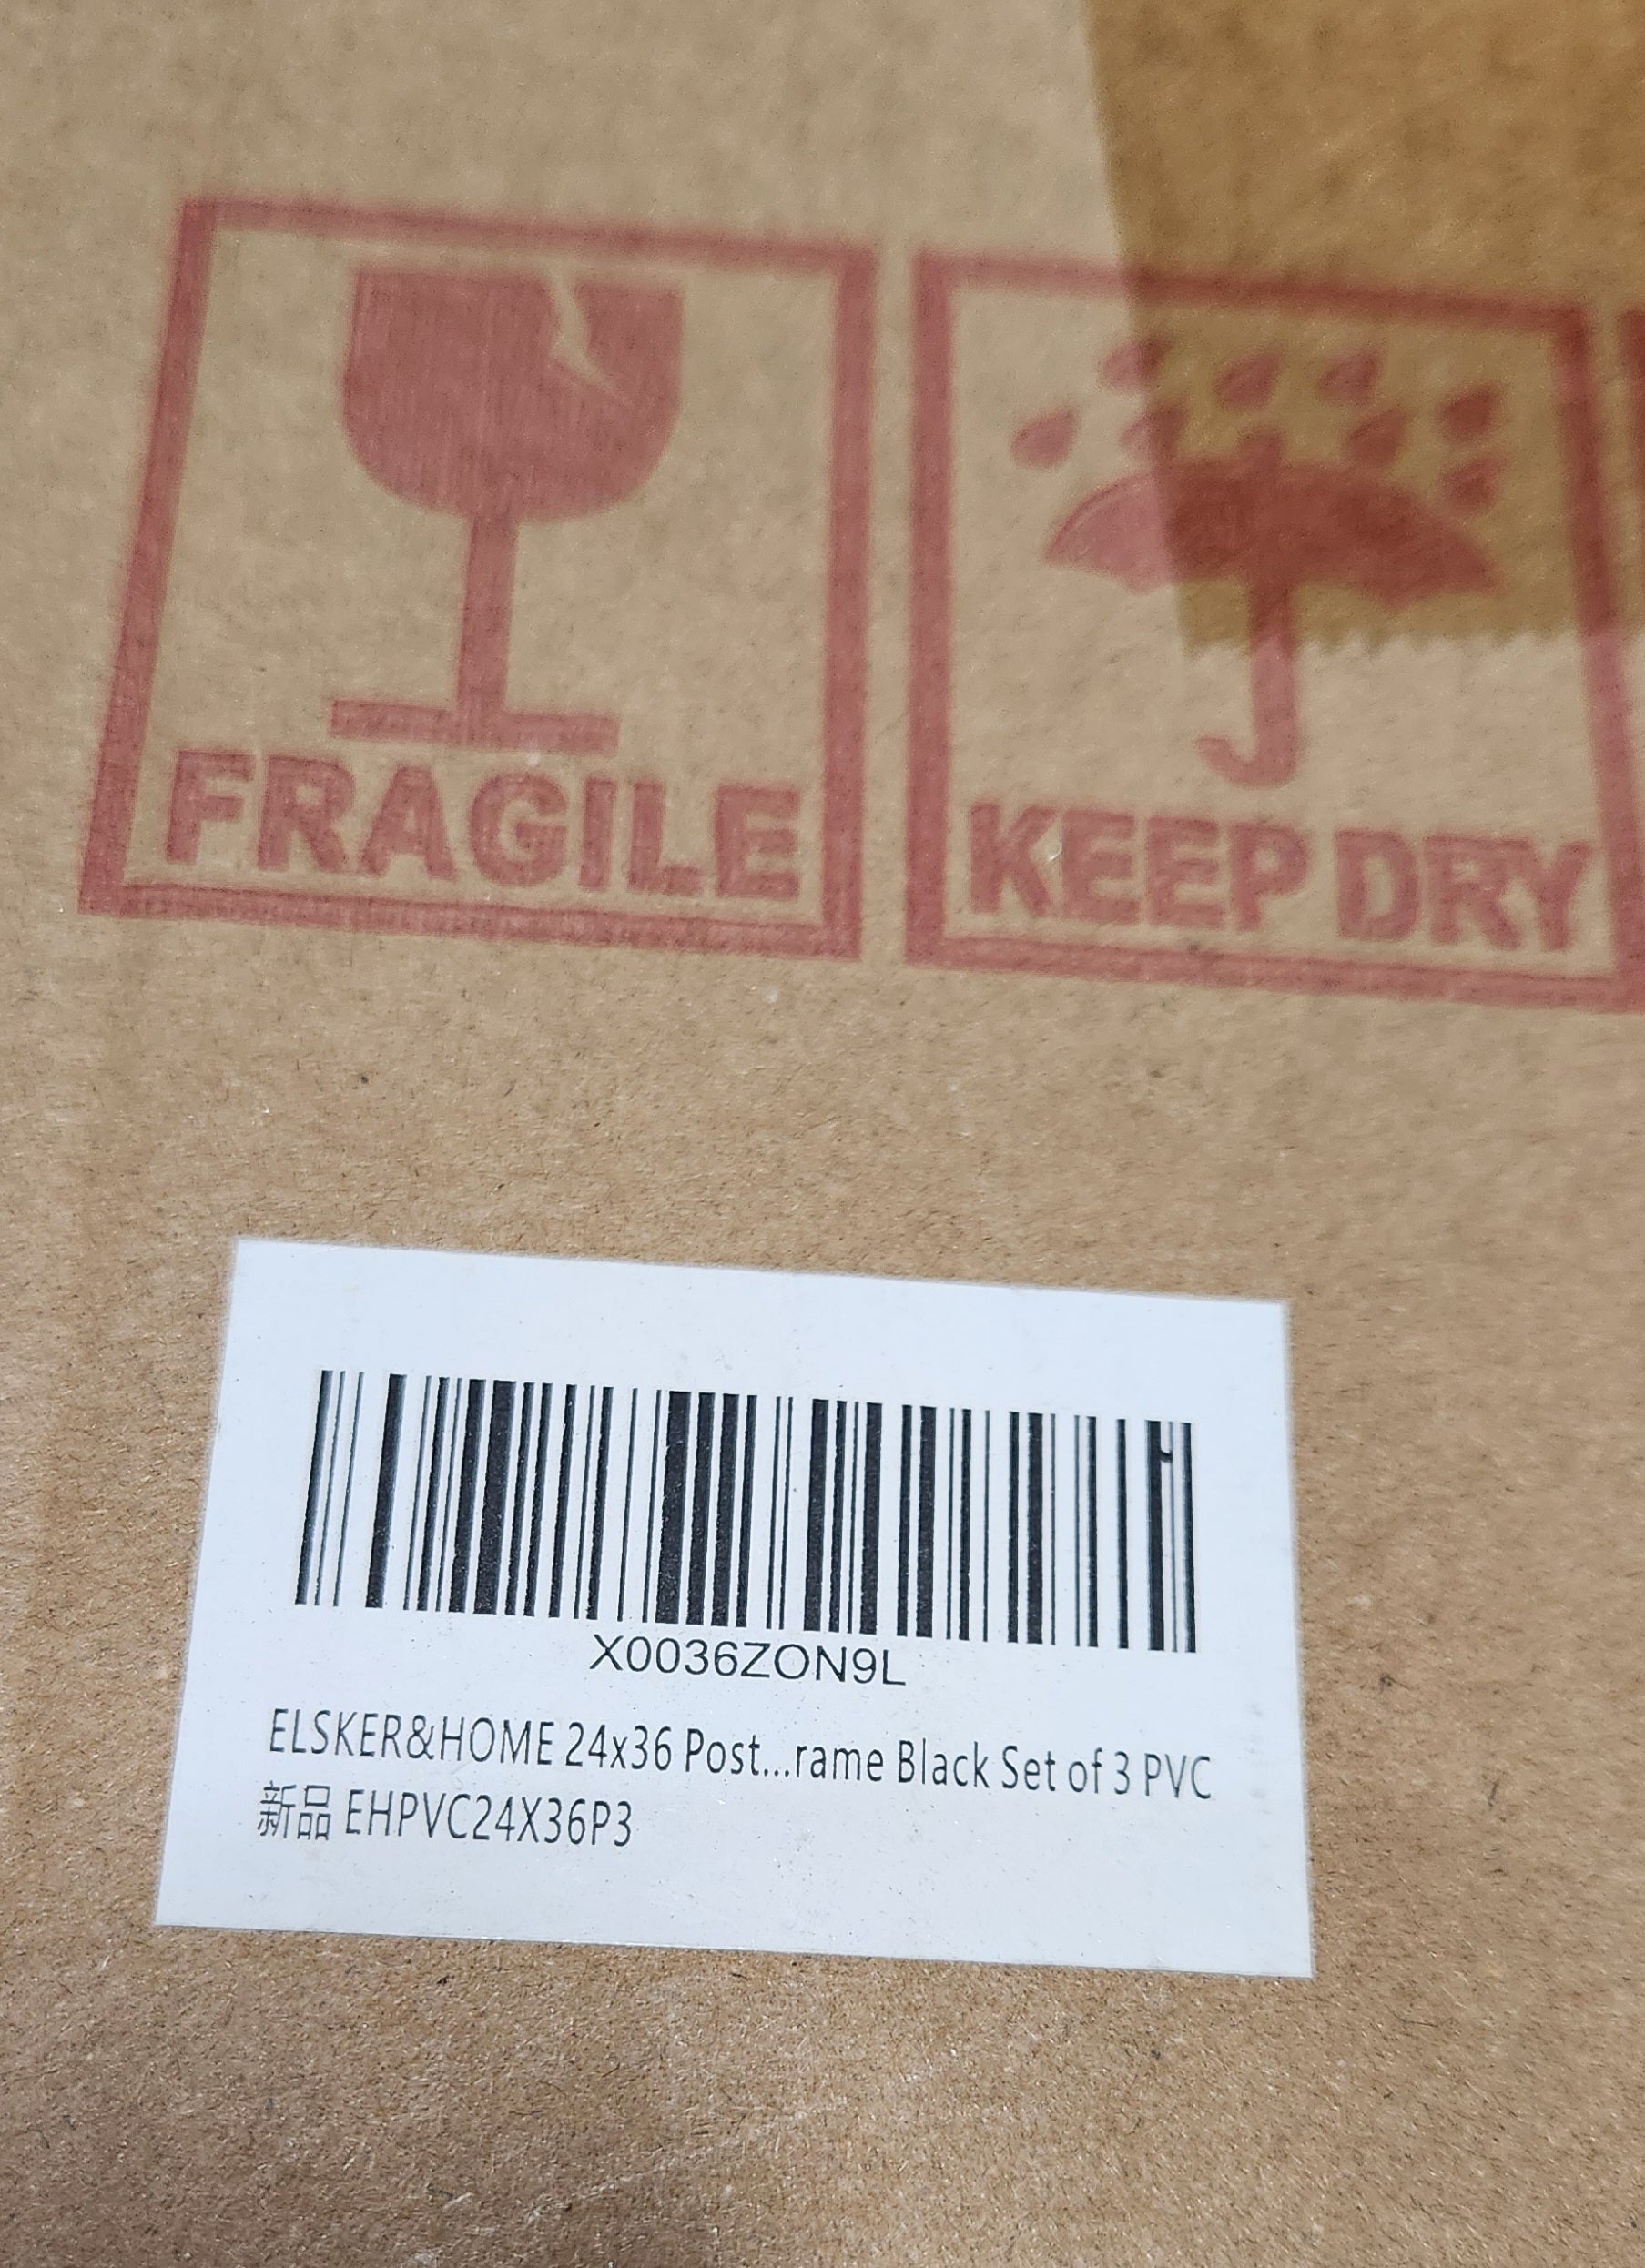 FRAGILE
KEEP DRY
X0036ZON9L
ELSKER&HOME 24x36 Post...rame Black Set of 3 PVC
新品 EHPVC24X36P3